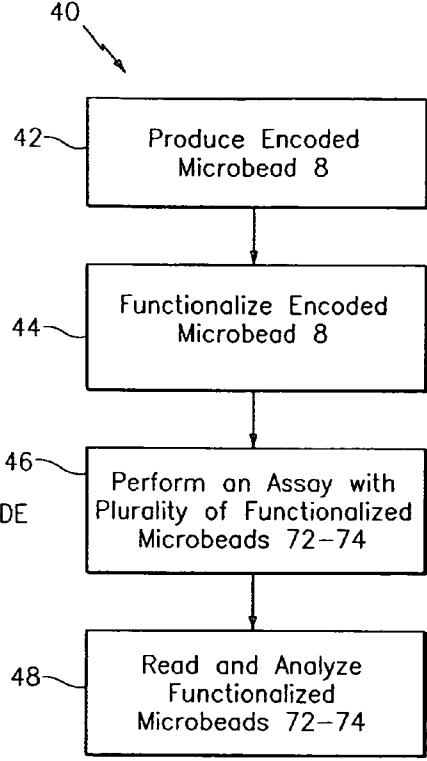 40
42
Produce Encoded
Microbead 8
44
Functionalize Encoded
Microbead 8
46
Perform an Assay with
Plurality of Functionalized
Microbeads 72–74
DE
48
Read and Analyze
Functionalized
Microbeads 72–74